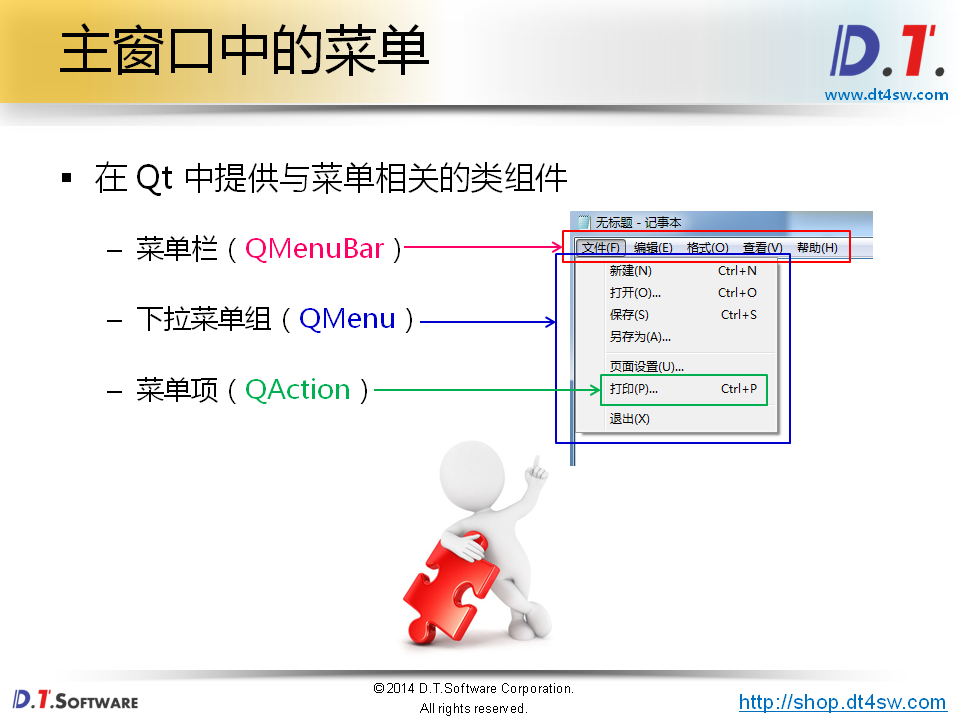 主窗口中的菜单
D.T.
www.dt4sw.com
▪ 在 Qt 中提供与菜单相关的类组件
– 菜单栏（QMenuBar）
– 下拉菜单组（QMenu）
– 菜单项（QAction）
无标题 - 记事本
文件(F) 编辑(E) 格式(O) 查看(V) 帮助(H)
新建(N) Ctrl+N
打开(O)... Ctrl+O
保存(S) Ctrl+S
另存为(A)...
页面设置(U)...
打印(P)... Ctrl+P
退出(X)
D.T.SOFTWARE
©2014 D.T.Software Corporation.
All rights reserved.
http://shop.dt4sw.com